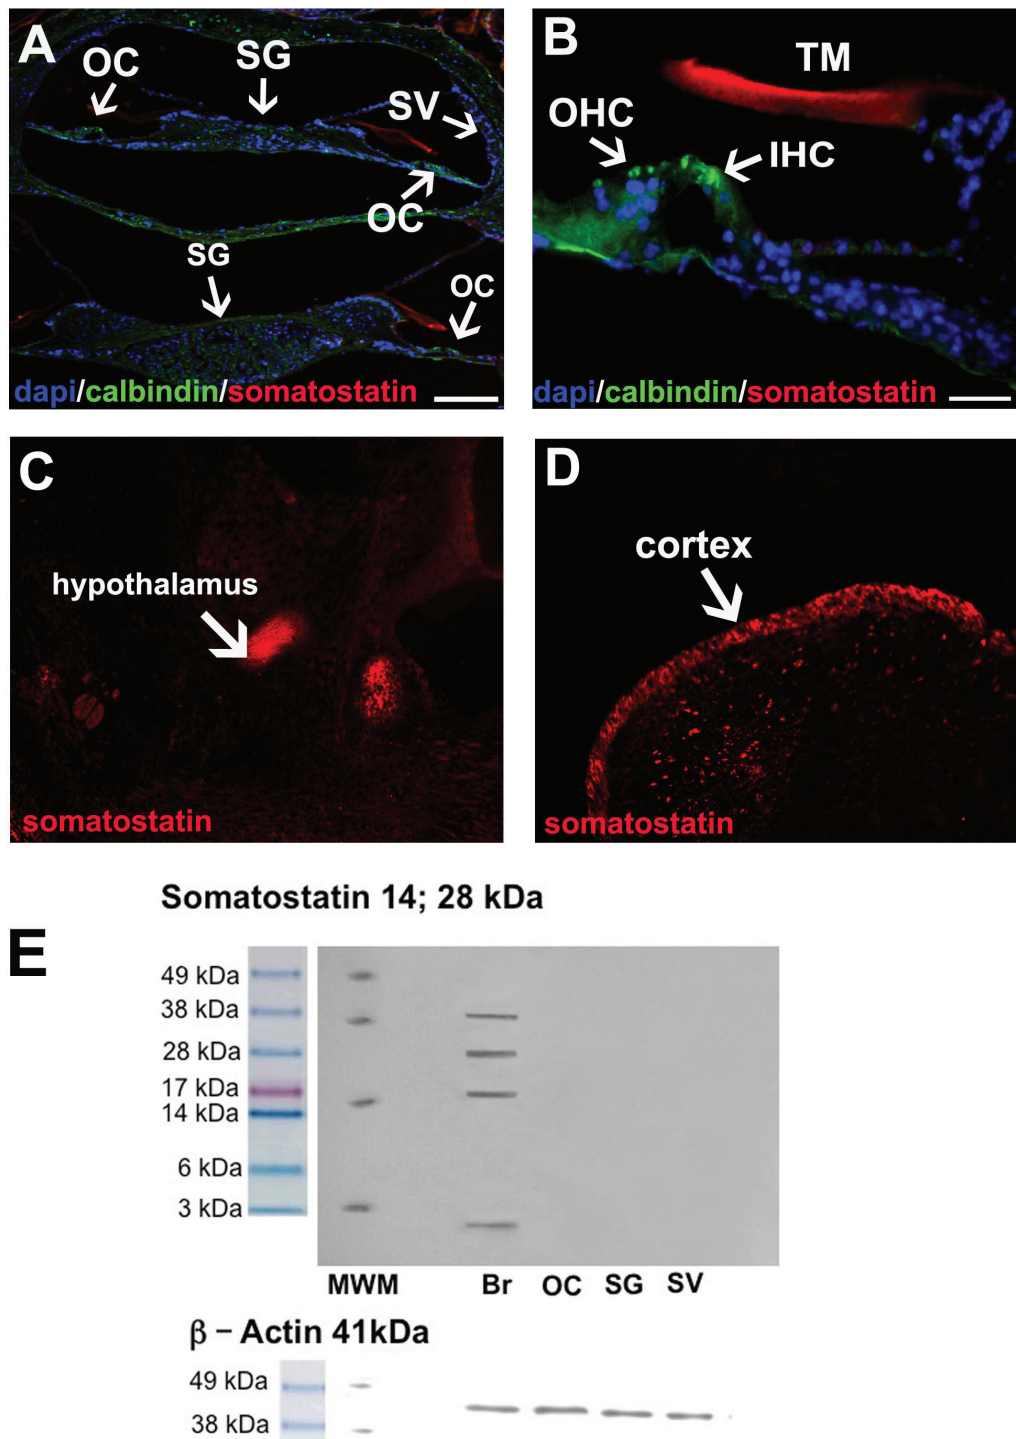 A
OC
SG
SV
OC
SG
OC
dapi/calbindin/somatostatin
B
TM
OHC
IHC
dapi/calbindin/somatostatin
C
hypothalamus
somatostatin
D
cortex
somatostatin
Somatostatin 14; 28 kDa
E
49 kDa
38 kDa
28 kDa
17 kDa
14 kDa
6 kDa
3 kDa
MWM Br OC SG SV
β – Actin 41kDa
49 kDa
38 kDa